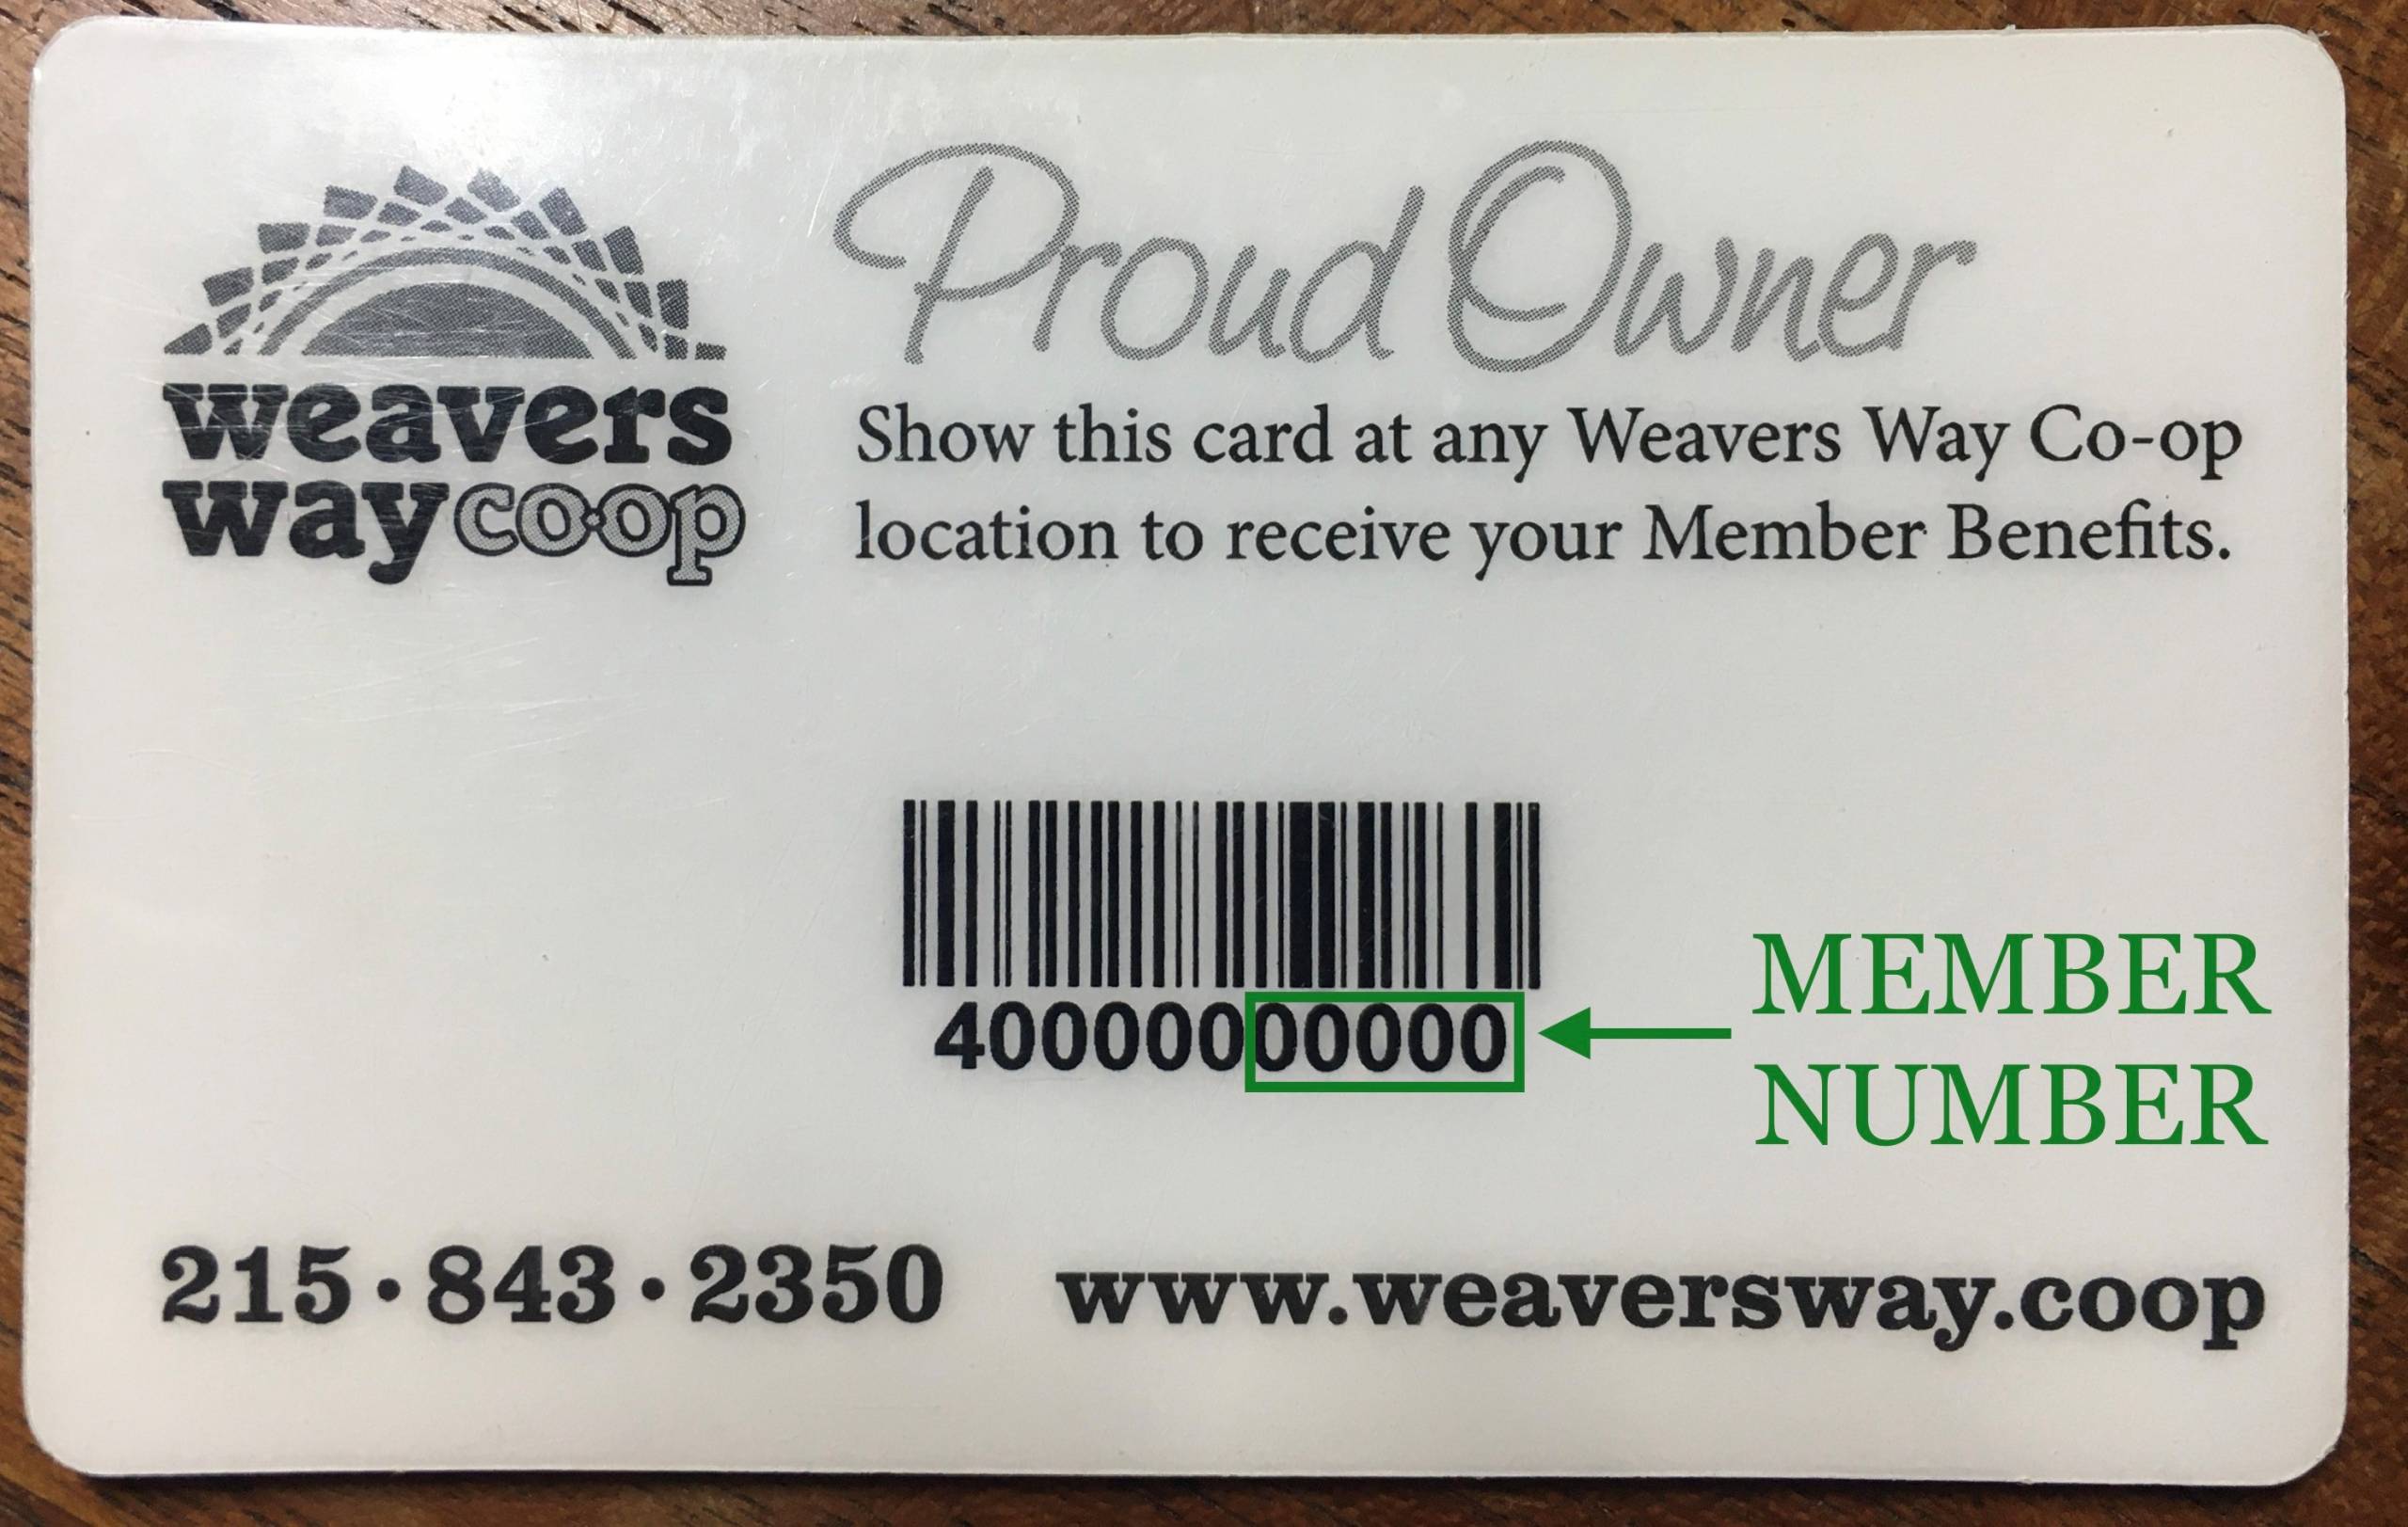 weavers
way co-op
Proud Owner
Show this card at any Weavers Way Co-op
location to receive your Member Benefits.
40000000000
MEMBER
NUMBER
215·843·2350
www.weaversway.coop